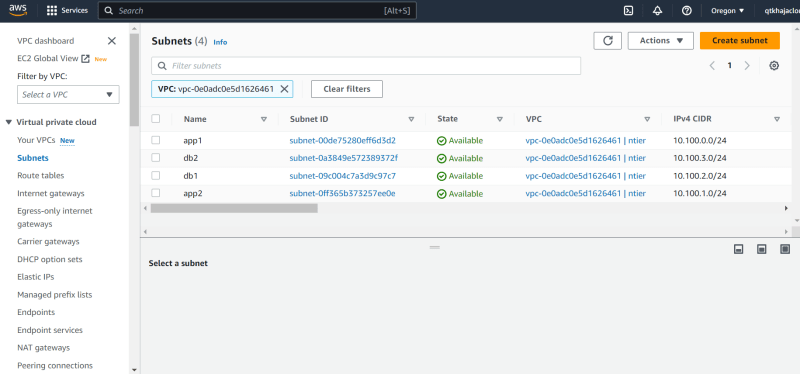 aws Services Search [Alt+S] Oregon qtkhajaclo
VPC dashboard
EC2 Global View New
Filter by VPC:
Select a VPC
Virtual private cloud
Your VPCs New
Subnets
Route tables
Internet gateways
Egress-only internet
gateways
Carrier gateways
DHCP option sets
Elastic IPs
Managed prefix lists
Endpoints
Endpoint services
NAT gateways
Peering connections
Subnets (4) Info
Actions Create subnet
Filter subnets
1
VPC: vpc-0e0adc0e5d1626461 Clear filters
Name Subnet ID State VPC IPv4 CIDR
app1 subnet-00de75280eff6d3d2 Available vpc-0e0adc0e5d1626461 | ntier 10.100.0.0/24
db2 subnet-0a3849e572389372f Available vpc-0e0adc0e5d1626461 | ntier 10.100.3.0/24
db1 subnet-09c004c7a3d9c97c7 Available vpc-0e0adc0e5d1626461 | ntier 10.100.2.0/24
app2 subnet-0ff365b373257ee0e Available vpc-0e0adc0e5d1626461 | ntier 10.100.1.0/24
Select a subnet